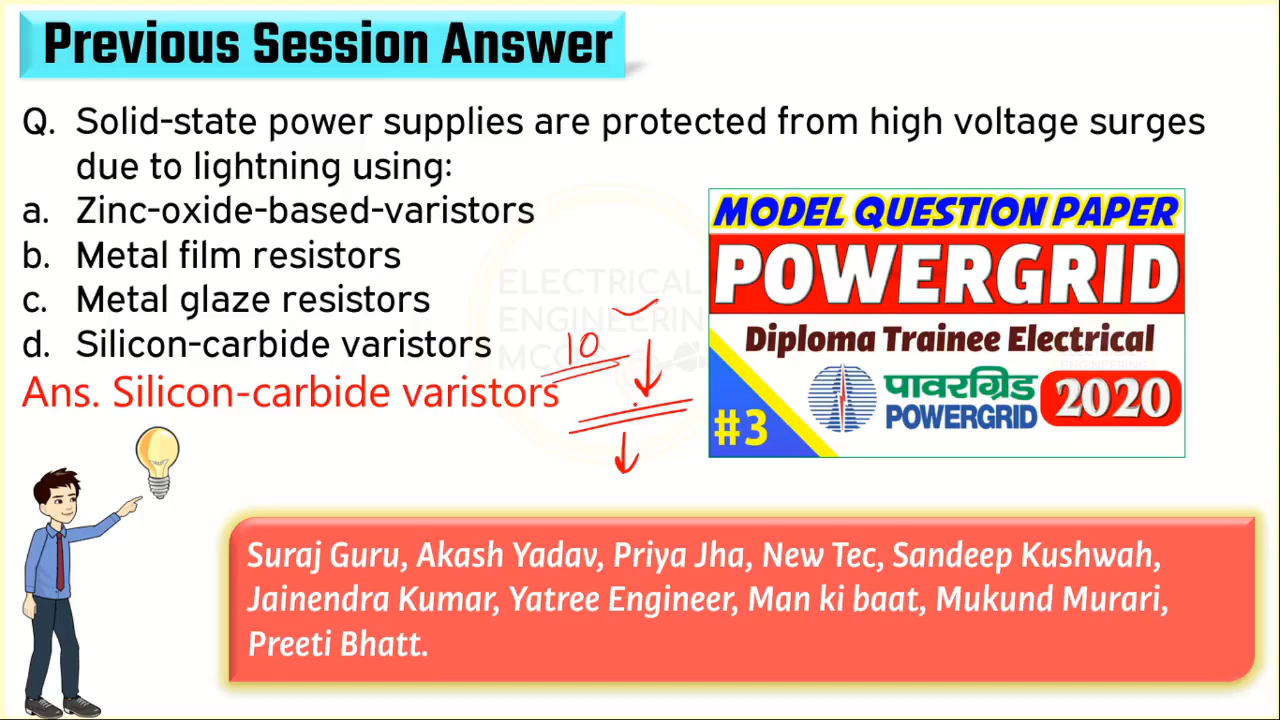 Previous Session Answer
Q. Solid-state power supplies are protected from high voltage surges
due to lightning using:
a. Zinc-oxide-based-varistors
b. Metal film resistors
c. Metal glaze resistors
d. Silicon-carbide varistors
Ans. Silicon-carbide varistors
ELECTRICAL
ENGINEERING
10
MODEL QUESTION PAPER
POWERGRID
Diploma Trainee Electrical
पावरग्रिड
POWERGRID
2020
#3
Suraj Guru, Akash Yadav, Priya Jha, New Tec, Sandeep Kushwah,
Jainendra Kumar, Yatree Engineer, Man ki baat, Mukund Murari,
Preeti Bhatt.